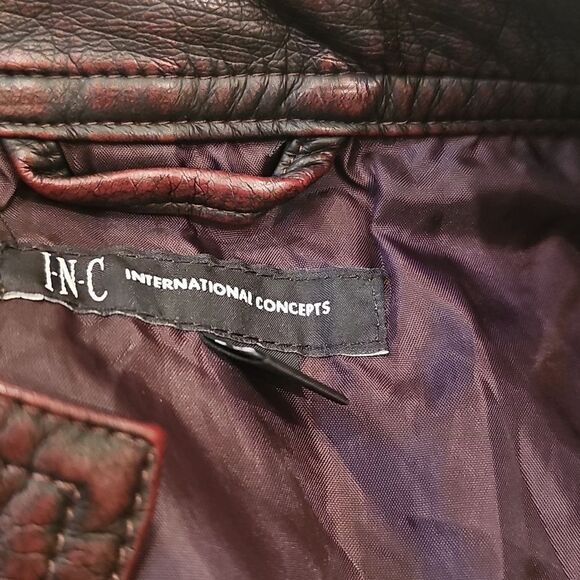 I·N·C INTERNATIONAL CONCEPTS